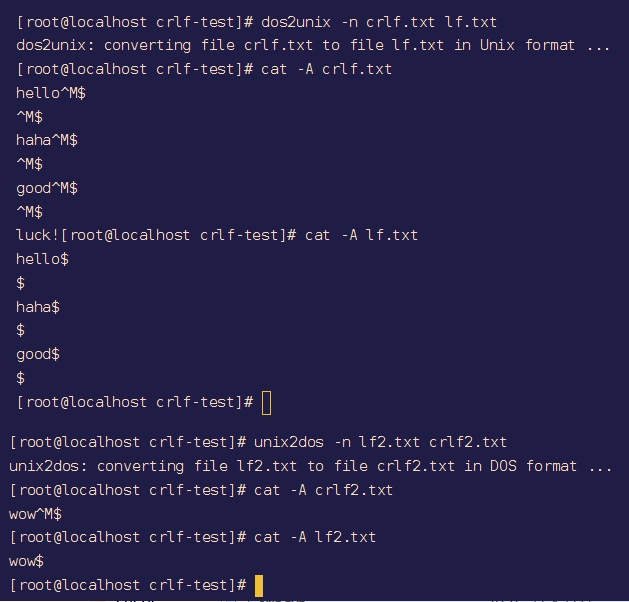 [root@localhost crlf-test]# dos2unix -n crlf.txt lf.txt
dos2unix: converting file crlf.txt to file lf.txt in Unix format ...
[root@localhost crlf-test]# cat -A crlf.txt
hello^M$
^M$
haha^M$
^M$
good^M$
^M$
luck![root@localhost crlf-test]# cat -A lf.txt
hello$
$
haha$
$
good$
$
[root@localhost crlf-test]#
[root@localhost crlf-test]# unix2dos -n lf2.txt crlf2.txt
unix2dos: converting file lf2.txt to file crlf2.txt in DOS format ...
[root@localhost crlf-test]# cat -A crlf2.txt
wow^M$
[root@localhost crlf-test]# cat -A lf2.txt
wow$
[root@localhost crlf-test]#